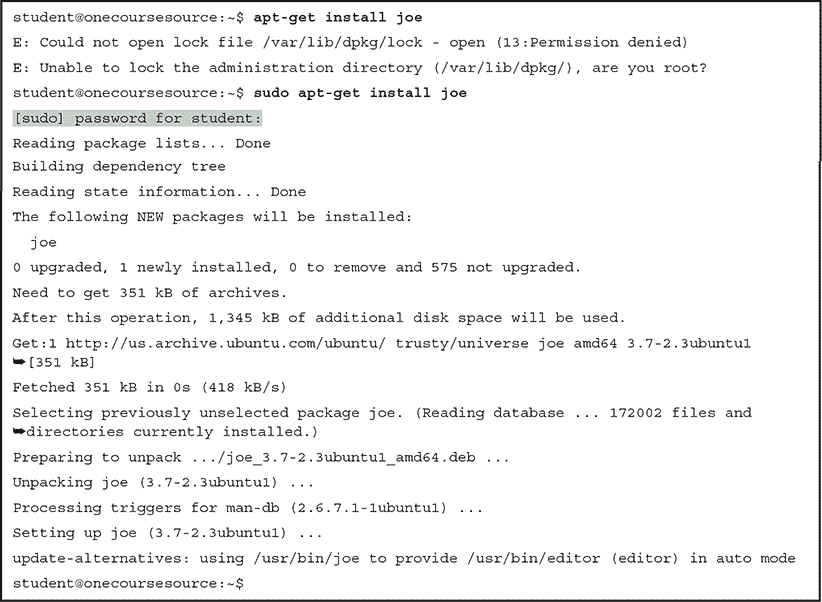 student@onecoursesource:~$ apt-get install joe
E: Could not open lock file /var/lib/dpkg/lock - open (13:Permission denied)
E: Unable to lock the administration directory (/var/lib/dpkg/), are you root?
student@onecoursesource:~$ sudo apt-get install joe
[sudo] password for student:
Reading package lists... Done
Building dependency tree
Reading state information... Done
The following NEW packages will be installed:
  joe
0 upgraded, 1 newly installed, 0 to remove and 575 not upgraded.
Need to get 351 kB of archives.
After this operation, 1,345 kB of additional disk space will be used.
Get:1 http://us.archive.ubuntu.com/ubuntu/ trusty/universe joe amd64 3.7-2.3ubuntu1
➥[351 kB]
Fetched 351 kB in 0s (418 kB/s)
Selecting previously unselected package joe. (Reading database ... 172002 files and
➥directories currently installed.)
Preparing to unpack .../joe_3.7-2.3ubuntu1_amd64.deb ...
Unpacking joe (3.7-2.3ubuntu1) ...
Processing triggers for man-db (2.6.7.1-1ubuntu1) ...
Setting up joe (3.7-2.3ubuntu1) ...
update-alternatives: using /usr/bin/joe to provide /usr/bin/editor (editor) in auto mode
student@onecoursesource:~$